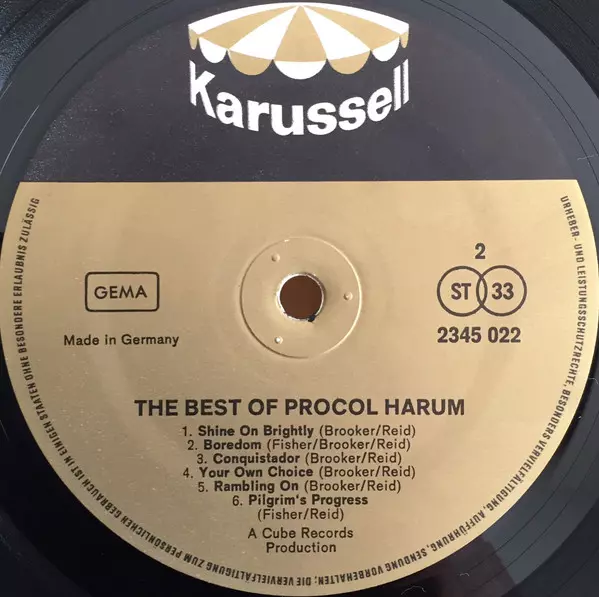 Karussell
GEMA
Made in Germany
2
ST 33
2345 022
THE BEST OF PROCOL HARUM
1. Shine On Brightly (Brooker/Reid)
2. Boredom (Fisher/Brooker/Reid)
3. Conquistador (Brooker/Reid)
4. Your Own Choice (Brooker/Reid)
5. Rambling On (Brooker/Reid)
6. Pilgrim's Progress
(Fisher/Reid)
A Cube Records
Production
URHEBER- UND LEISTUNGSSCHUTZRECHTE, BESONDERS VERVIELFÄLTIGUNG, AUFFÜHRUNG, SENDUNG VORBEHALTEN; DIE VERVIELFÄLTIGUNG ZUM PERSÖNLICHEN GEBRAUCH IST IN EINIGEN STAATEN OHNE BESONDERE ERLAUBNIS ZULÄSSIG